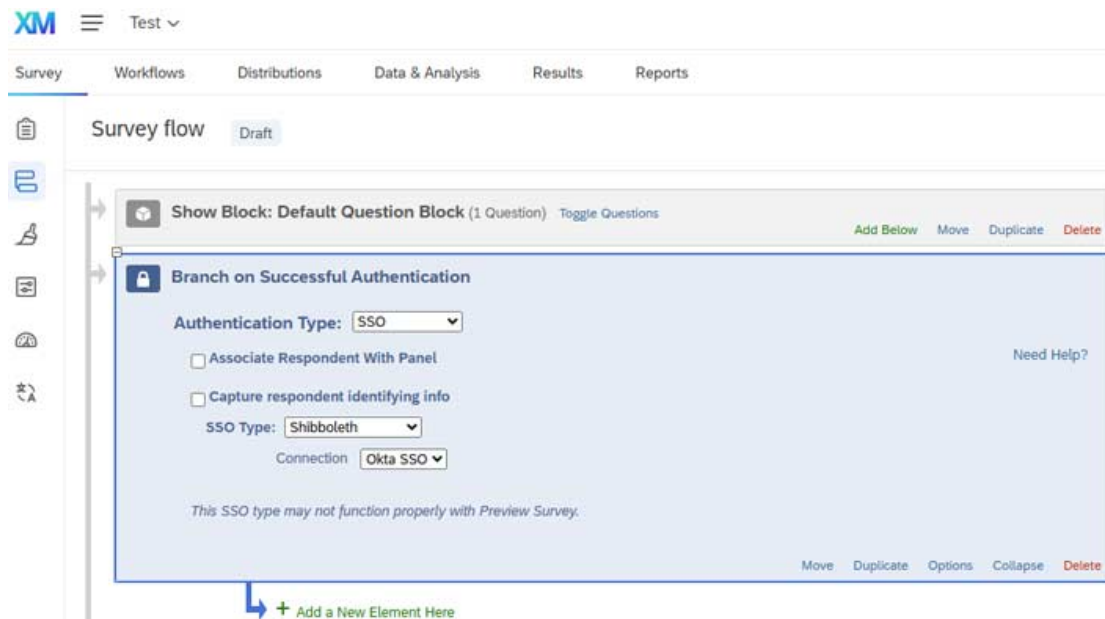 XM Test
Survey Workflows Distributions Data & Analysis Results Reports
Survey flow Draft
Show Block: Default Question Block (1 Question) Toggle Questions
Add Below Move Duplicate Delete
Branch on Successful Authentication
Authentication Type: SSO
Associate Respondent With Panel
Need Help?
Capture respondent identifying info
SSO Type: Shibboleth
Connection Okta SSO
This SSO type may not function properly with Preview Survey.
Move Duplicate Options Collapse Delete
+ Add a New Element Here